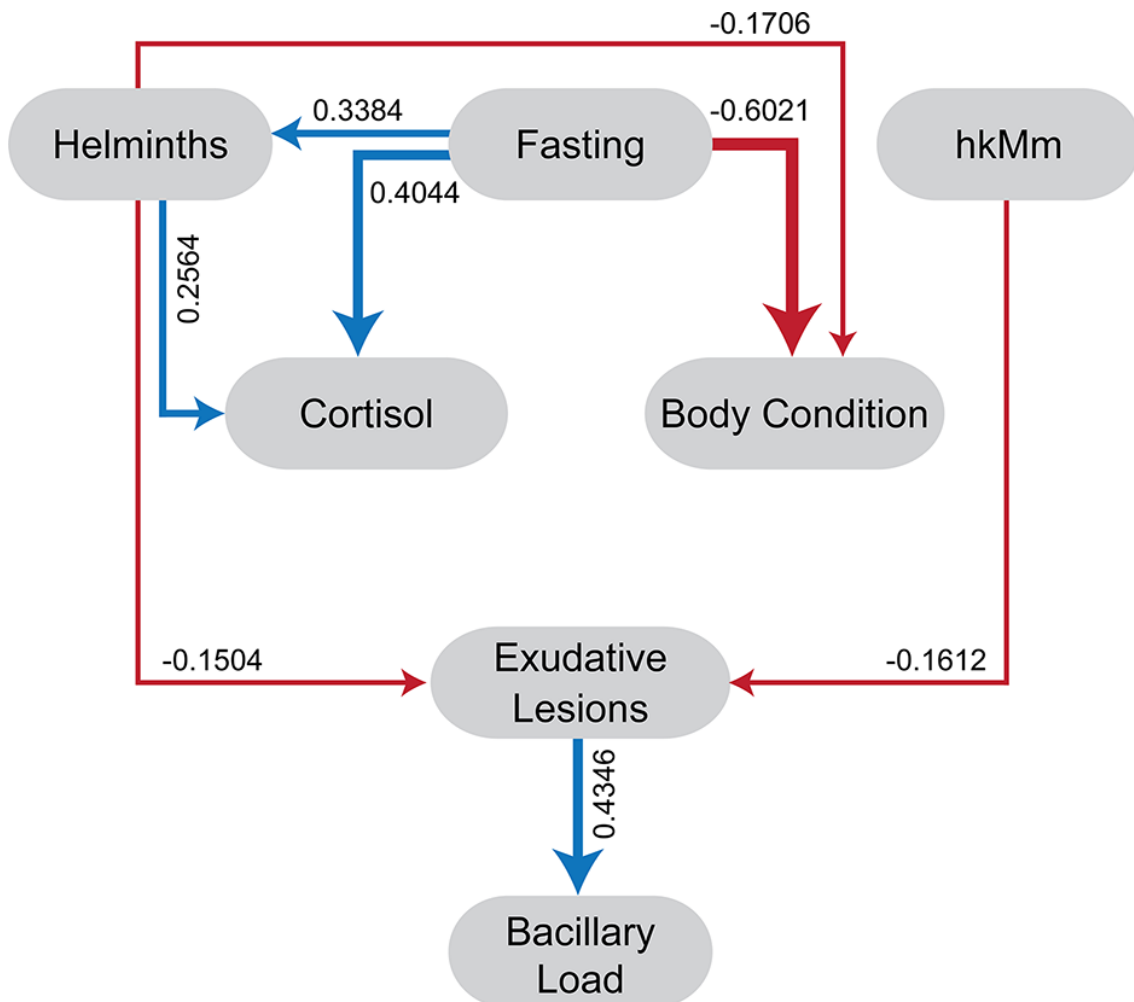 -0.1706
Helminths
0.3384
Fasting
-0.6021
hkMm
0.4044
0.2564
Cortisol
Body Condition
-0.1504
Exudative
Lesions
-0.1612
0.4346
Bacillary
Load